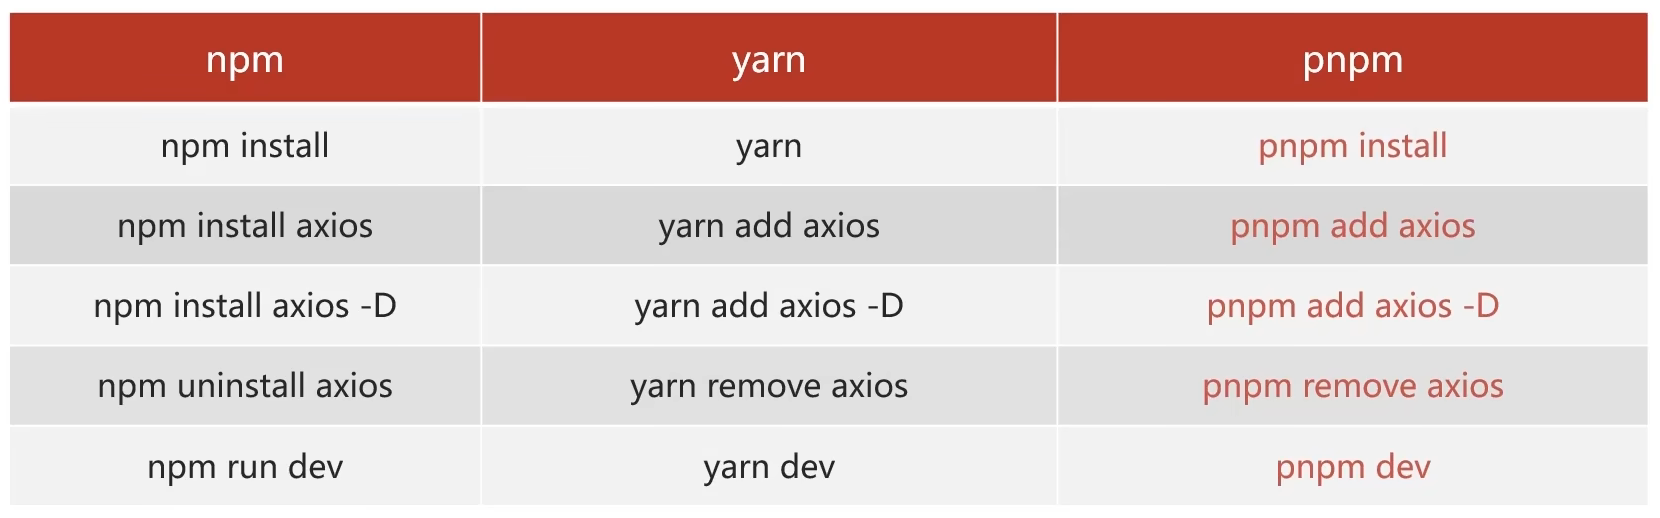 npm yarn pnpm
npm install yarn pnpm install
npm install axios yarn add axios pnpm add axios
npm install axios -D yarn add axios -D pnpm add axios -D
npm uninstall axios yarn remove axios pnpm remove axios
npm run dev yarn dev pnpm dev